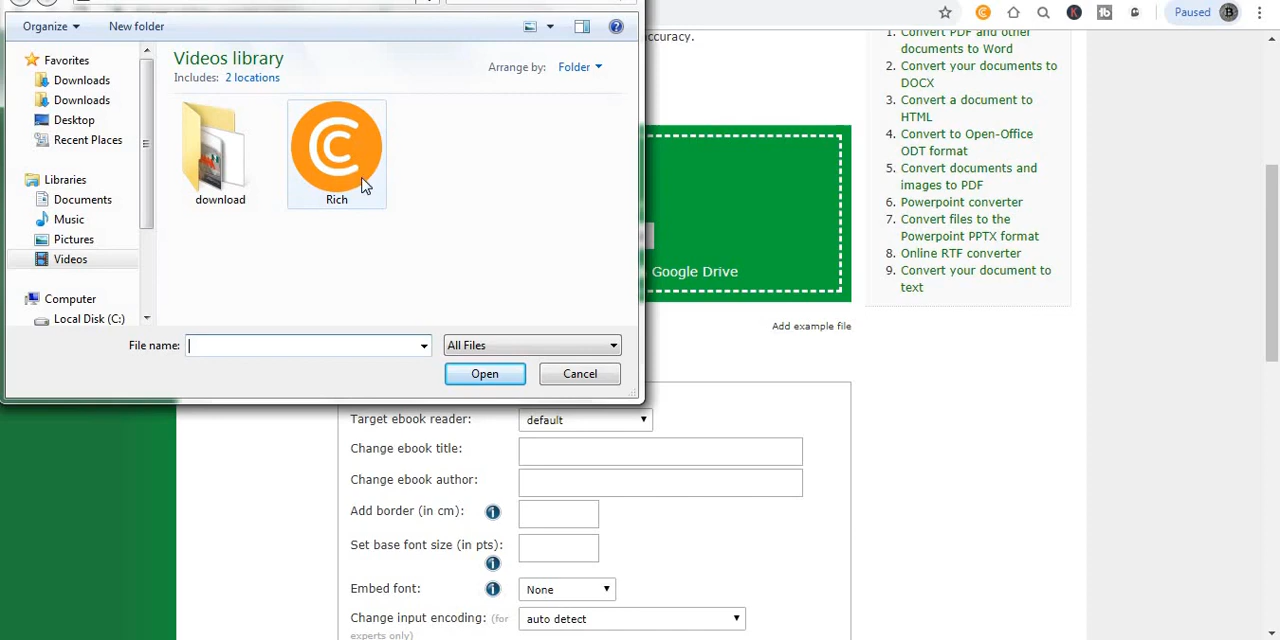 Organize
New folder
Paused
Favorites
Downloads
Downloads
Desktop
Recent Places
Libraries
Documents
Music
Pictures
Videos
Computer
Local Disk (C:)
Videos library
Includes: 2 locations
Arrange by: Folder
download
Rich
File name:
All Files
Open
Cancel
accuracy.
Google Drive
Add example file
1. Convert PDF and other
documents to Word
2. Convert your documents to
DOCX
3. Convert a document to
HTML
4. Convert to Open-Office
ODT format
5. Convert documents and
images to PDF
6. Powerpoint converter
7. Convert files to the
Powerpoint PPTX format
8. Online RTF converter
9. Convert your document to
text
Target ebook reader: default
Change ebook title:
Change ebook author:
Add border (in cm):
Set base font size (in pts):
Embed font: None
Change input encoding: (for
experts only)
auto detect